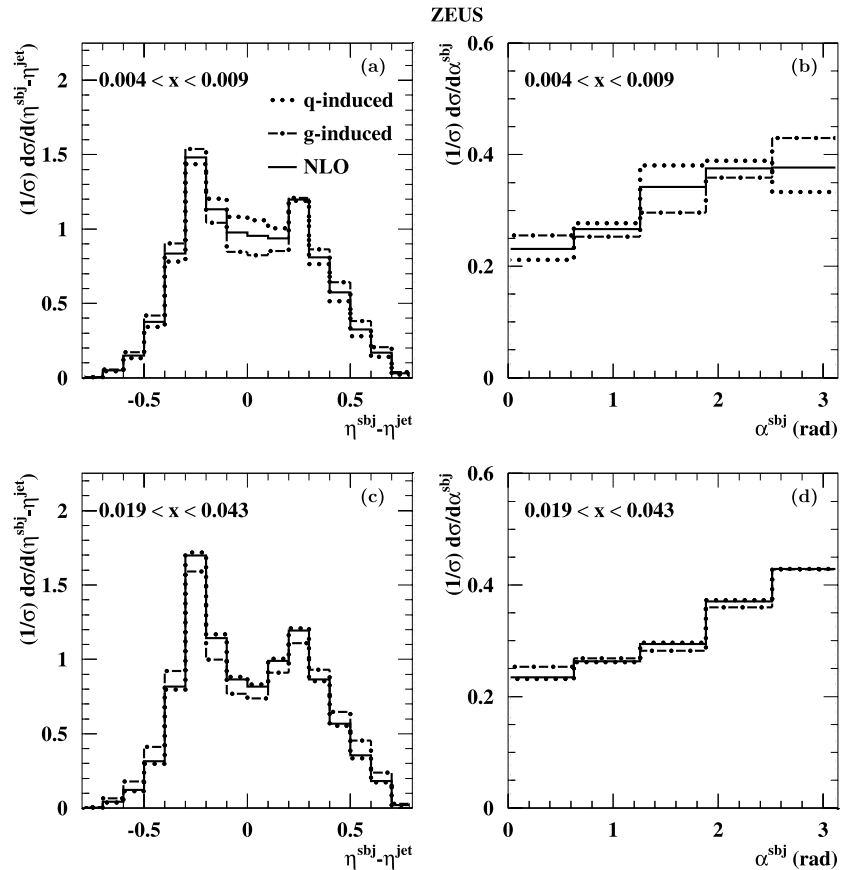 ZEUS
(1/σ) dσ/d(η^sbj-η^jet)
(a)
0.004 < x < 0.009
q-induced
g-induced
NLO
2
1.5
1
0.5
0
-0.5 0 0.5
η^sbj-η^jet
(1/σ) dσ/dα^sbj
(b)
0.004 < x < 0.009
0.6
0.4
0.2
0
0 1 2 3
α^sbj (rad)
(1/σ) dσ/d(η^sbj-η^jet)
(c)
0.019 < x < 0.043
2
1.5
1
0.5
0
-0.5 0 0.5
η^sbj-η^jet
(1/σ) dσ/dα^sbj
(d)
0.019 < x < 0.043
0.6
0.4
0.2
0
0 1 2 3
α^sbj (rad)